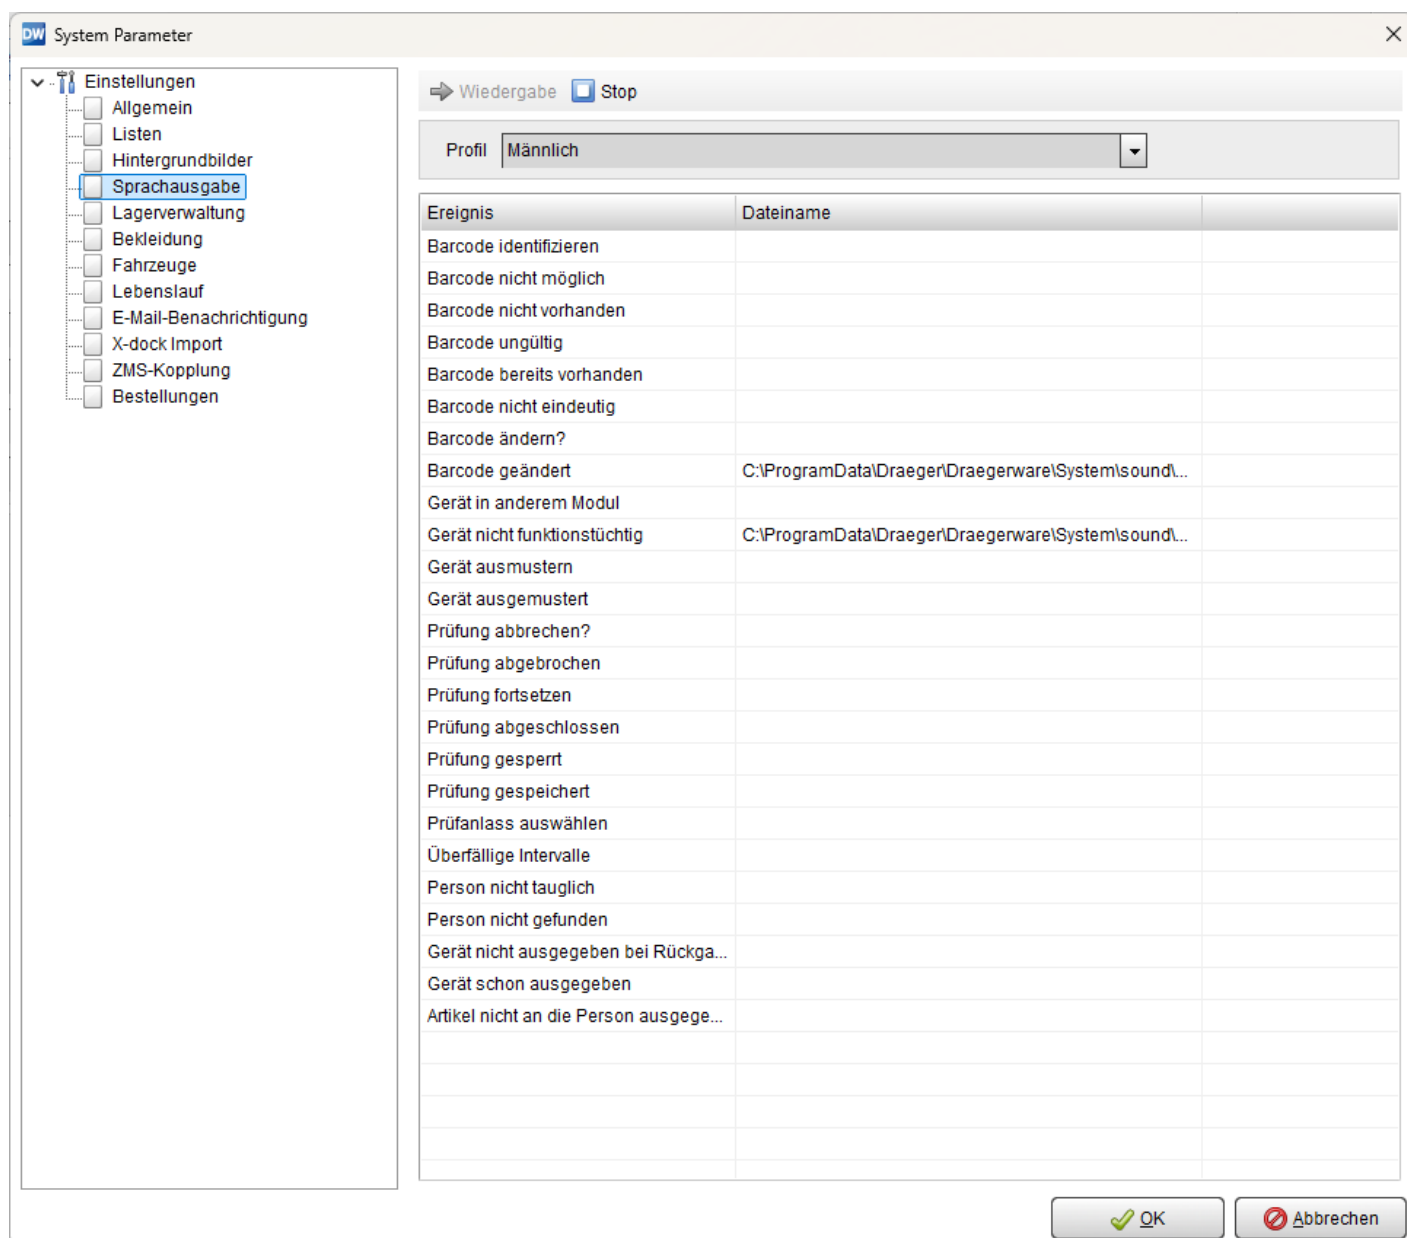 DW System Parameter
Einstellungen
Allgemein
Listen
Hintergrundbilder
Sprachausgabe
Lagerverwaltung
Bekleidung
Fahrzeuge
Lebenslauf
E-Mail-Benachrichtigung
X-dock Import
ZMS-Kopplung
Bestellungen
Wiedergabe Stop
Profil Männlich
Ereignis Dateiname
Barcode identifizieren
Barcode nicht möglich
Barcode nicht vorhanden
Barcode ungültig
Barcode bereits vorhanden
Barcode nicht eindeutig
Barcode ändern?
Barcode geändert C:\ProgramData\Draeger\Draegerware\System\sound\...
Gerät in anderem Modul
Gerät nicht funktionstüchtig C:\ProgramData\Draeger\Draegerware\System\sound\...
Gerät ausmustern
Gerät ausgemustert
Prüfung abbrechen?
Prüfung abgebrochen
Prüfung fortsetzen
Prüfung abgeschlossen
Prüfung gesperrt
Prüfung gespeichert
Prüfanlass auswählen
Überfällige Intervalle
Person nicht tauglich
Person nicht gefunden
Gerät nicht ausgegeben bei Rückga...
Gerät schon ausgegeben
Artikel nicht an die Person ausgege...
OK Abbrechen